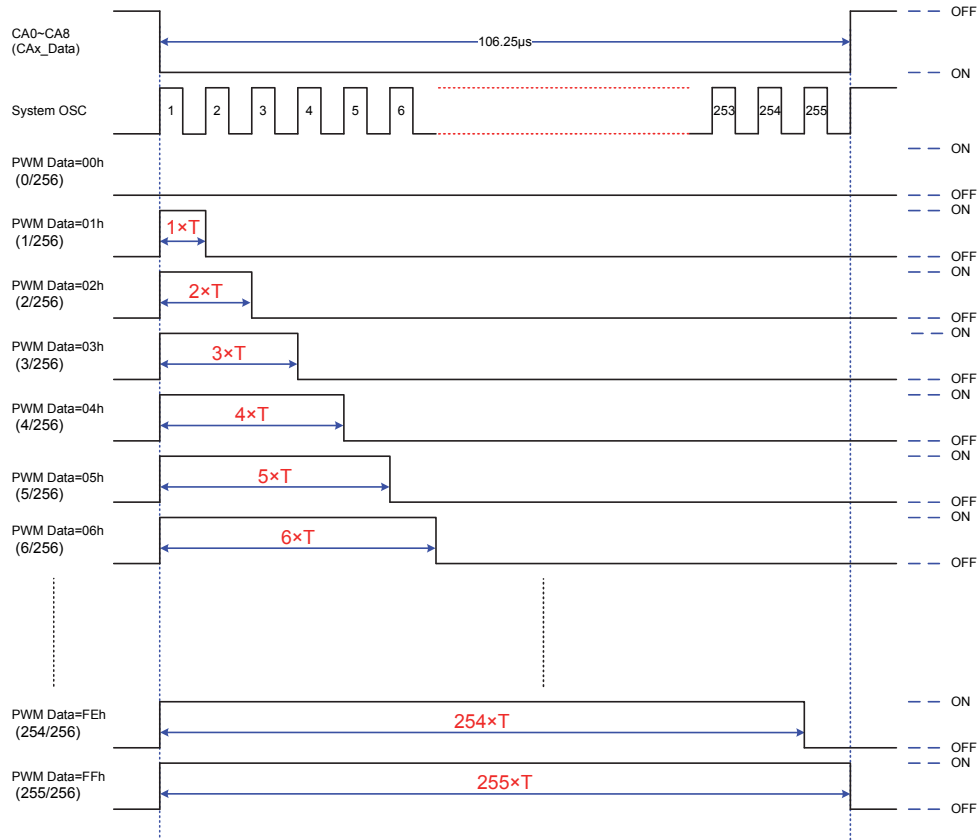 OFF
CA0~CA8
(CAx_Data)
106.25µs
ON
System OSC
1 2 3 4 5 6 253 254 255
ON
PWM Data=00h
(0/256)
OFF
ON
PWM Data=01h
(1/256)
1×T
OFF
ON
PWM Data=02h
(2/256)
2×T
OFF
ON
PWM Data=03h
(3/256)
3×T
OFF
ON
PWM Data=04h
(4/256)
4×T
OFF
ON
PWM Data=05h
(5/256)
5×T
OFF
ON
PWM Data=06h
(6/256)
6×T
OFF
ON
PWM Data=FEh
(254/256)
254×T
OFF
ON
PWM Data=FFh
(255/256)
255×T
OFF